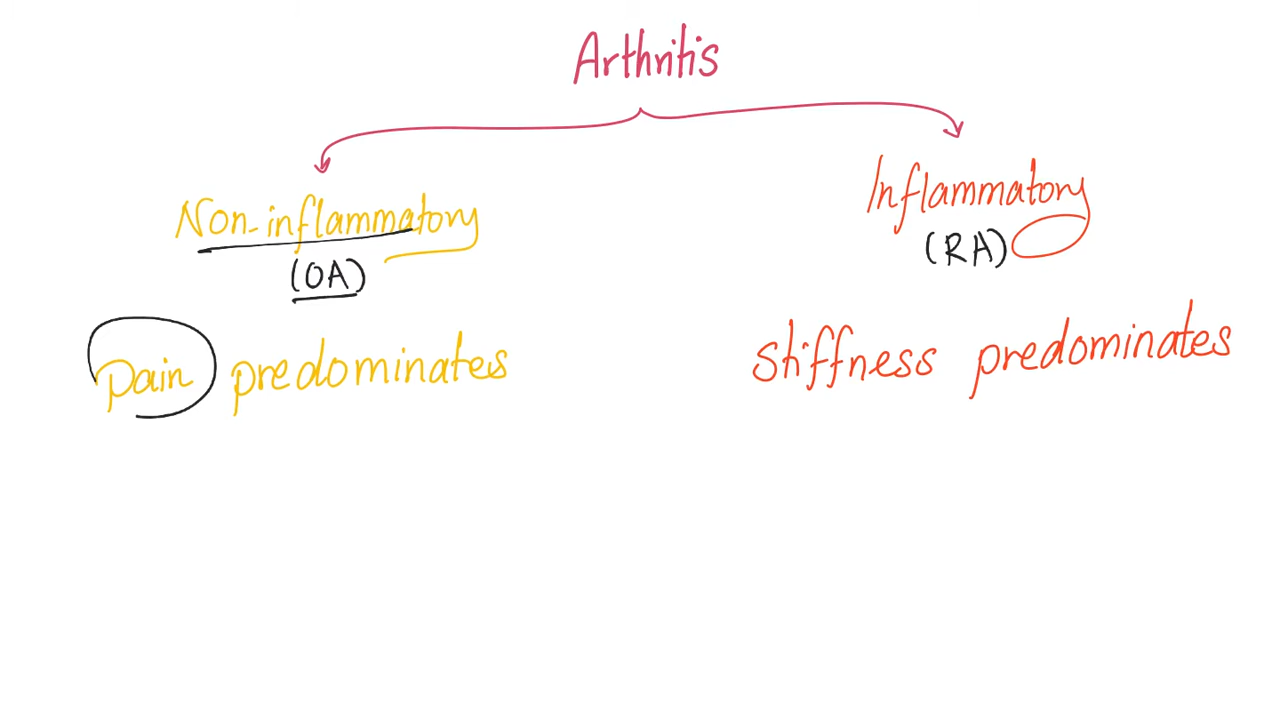 Arthritis
Non-inflammatory
(OA)
Pain predominates
Inflammatory
(RA)
Stiffness predominates